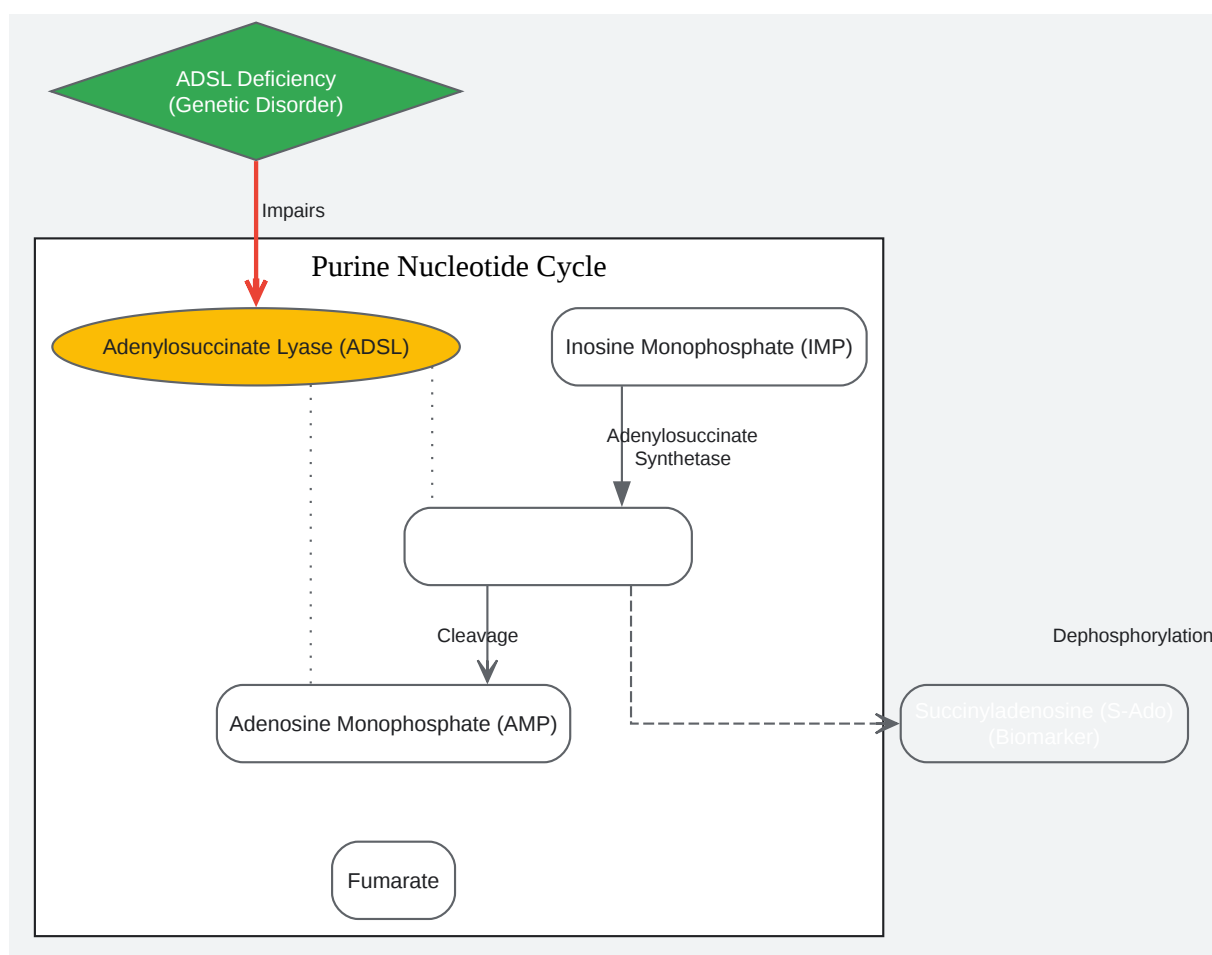 ADSL Deficiency
(Genetic Disorder)
Impairs
Purine Nucleotide Cycle
Adenylosuccinate Lyase (ADSL)
Inosine Monophosphate (IMP)
Adenylosuccinate
Synthetase
Cleavage
Dephosphorylation
Adenosine Monophosphate (AMP)
Succinyladenosine (S-Ado)
(Biomarker)
Fumarate